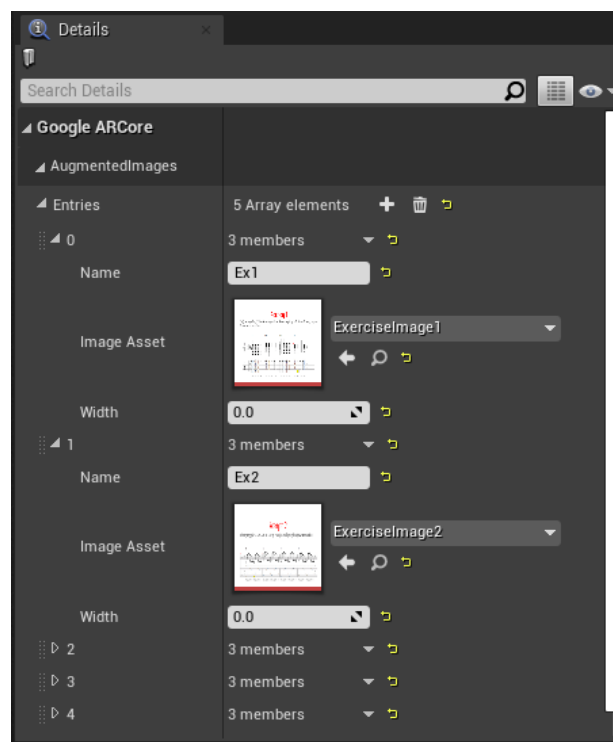 Details
Search Details
Google ARCore
AugmentedImages
Entries 5 Array elements
0 3 members
Name Ex1
Image Asset ExerciseImage1
Width 0.0
1 3 members
Name Ex2
Image Asset ExerciseImage2
Width 0.0
2 3 members
3 3 members
4 3 members